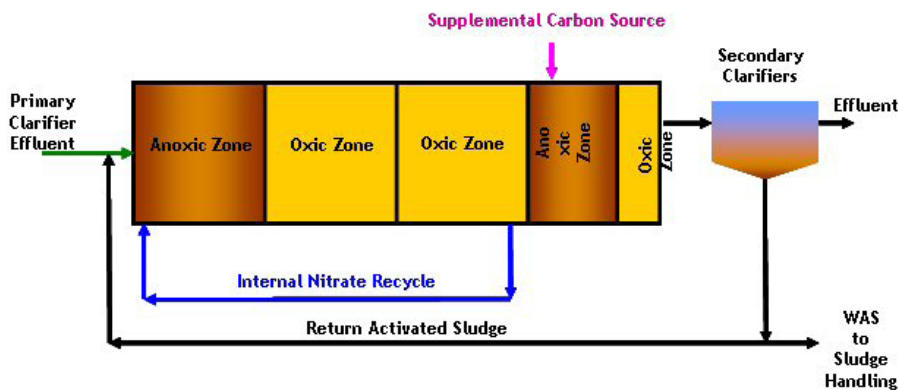 Supplemental Carbon Source
Secondary
Clarifiers
Primary
Clarifier
Effluent
Effluent
Anoxic Zone
Oxic Zone
Oxic Zone
Ano
xic
Zone
Oxic
Zone
Internal Nitrate Recycle
Return Activated Sludge
WAS
to
Sludge
Handling